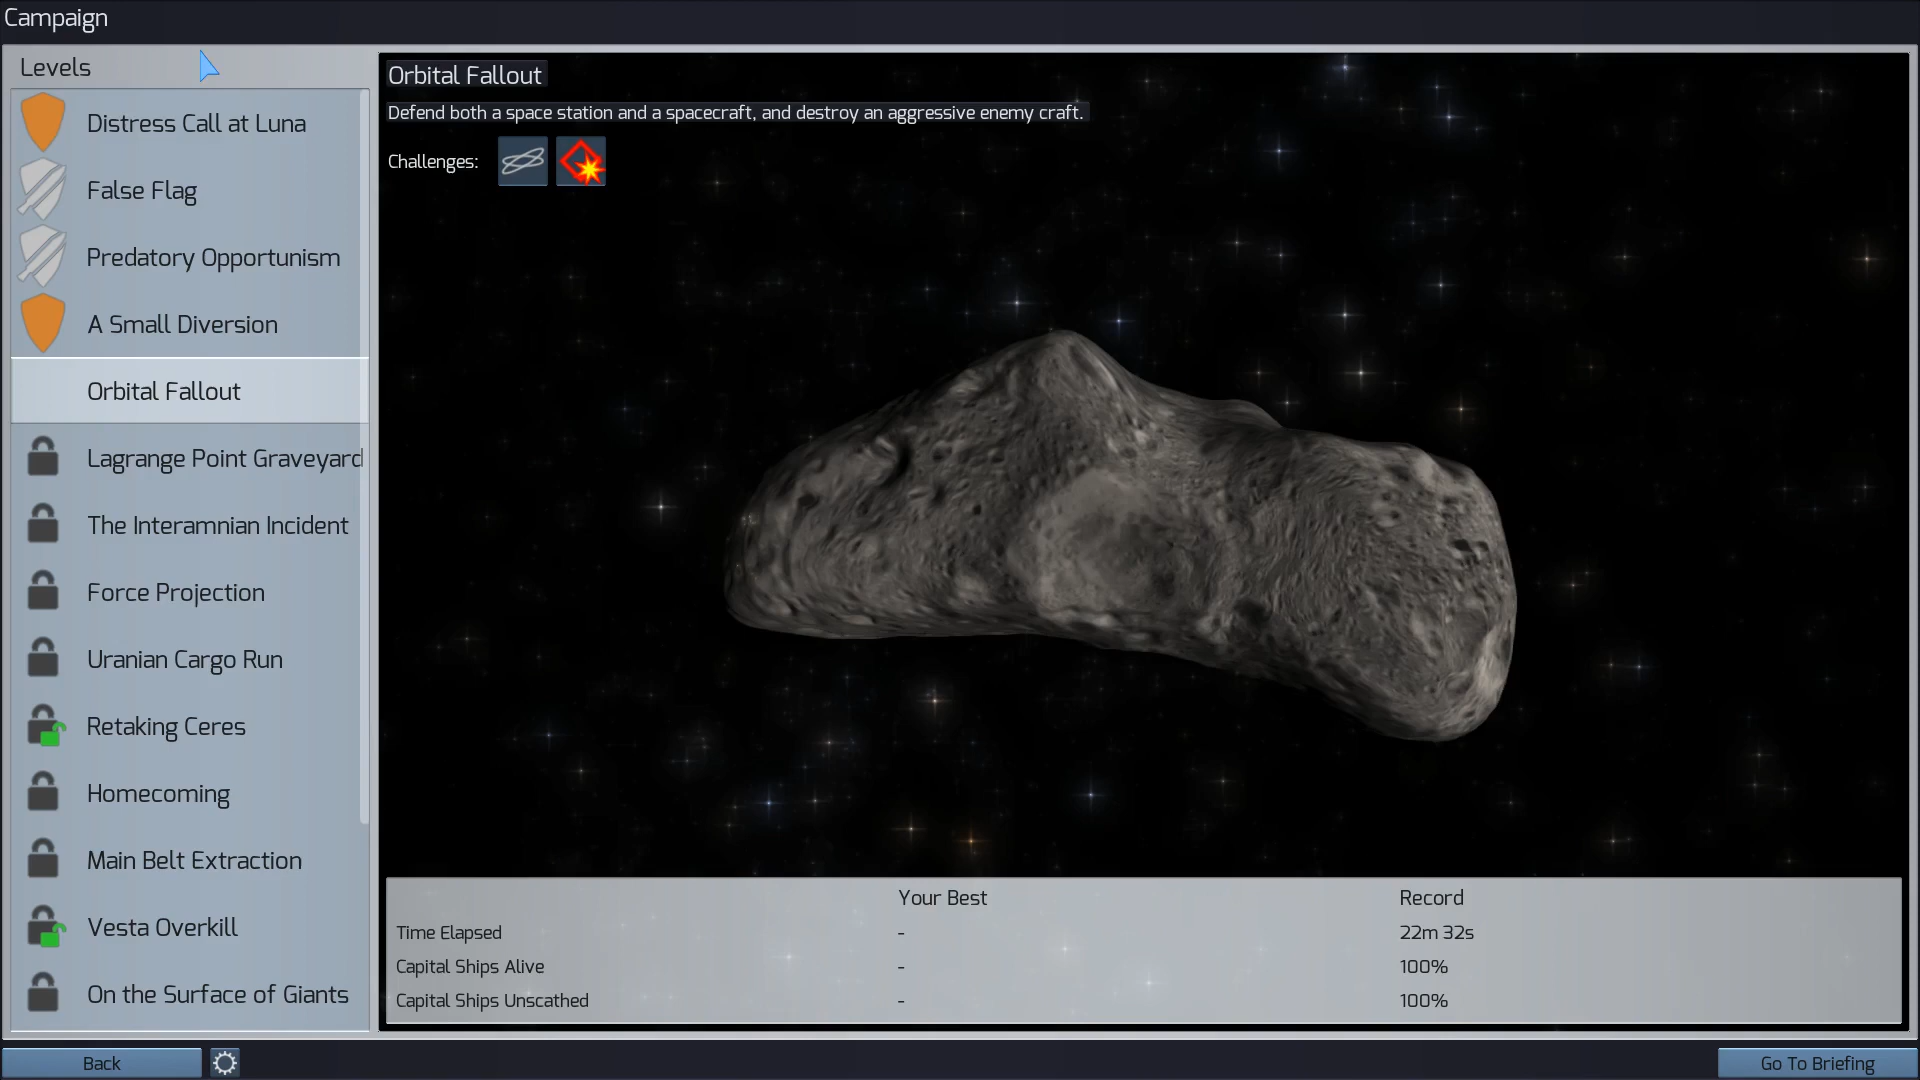 Campaign
Levels
Distress Call at Luna
False Flag
Predatory Opportunism
A Small Diversion
Orbital Fallout
Lagrange Point Graveyard
The Interamnian Incident
Force Projection
Uranian Cargo Run
Retaking Ceres
Homecoming
Main Belt Extraction
Vesta Overkill
On the Surface of Giants
Orbital Fallout
Defend both a space station and a spacecraft, and destroy an aggressive enemy craft.
Challenges:
Your Best Record
Time Elapsed - 22m 32s
Capital Ships Alive - 100%
Capital Ships Unscathed - 100%
Back
Go To Briefing